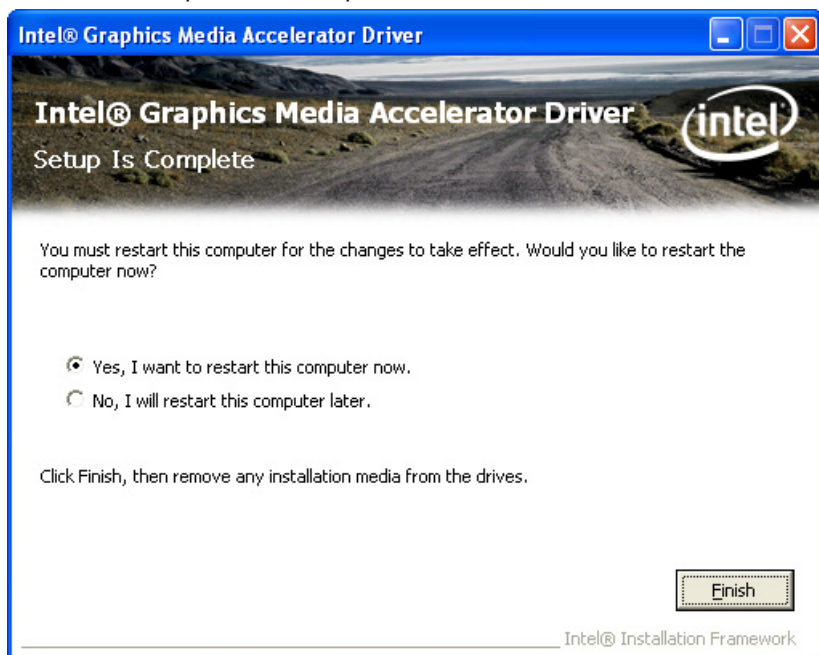 Intel® Graphics Media Accelerator Driver
Intel® Graphics Media Accelerator Driver
intel
Setup Is Complete
You must restart this computer for the changes to take effect. Would you like to restart the
computer now?
Yes, I want to restart this computer now.
No, I will restart this computer later.
Click Finish, then remove any installation media from the drives.
Finish
Intel® Installation Framework